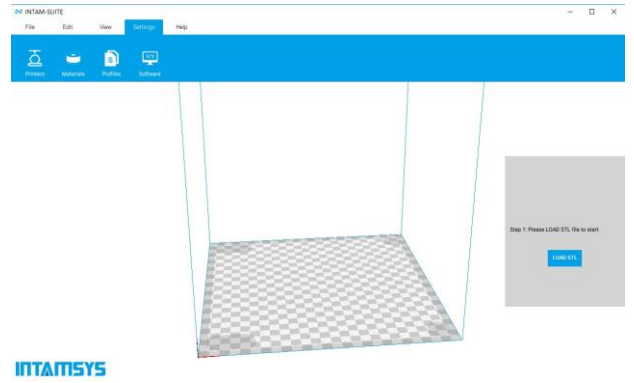 INTAM-SUITE
File Edit View Settings Help
Printers Materials Profiles Software
Step 1: Please LOAD STL file to start
LOAD STL
INTAMSYS